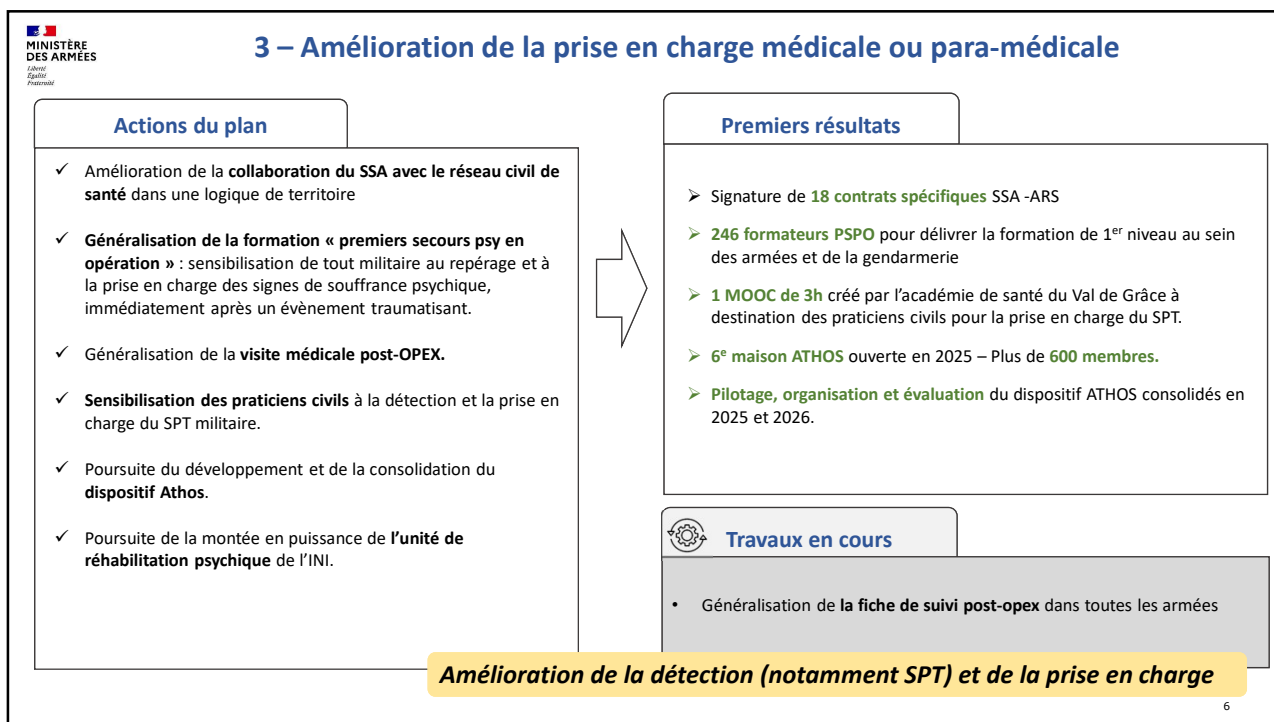 MINISTÈRE
DES ARMÉES
Liberté
Égalité
Fraternité
3 – Amélioration de la prise en charge médicale ou para-médicale
Actions du plan
✓ Amélioration de la collaboration du SSA avec le réseau civil de
santé dans une logique de territoire
✓ Généralisation de la formation « premiers secours psy en
opération » : sensibilisation de tout militaire au repérage et à
la prise en charge des signes de souffrance psychique,
immédiatement après un évènement traumatisant.
✓ Généralisation de la visite médicale post-OPEX.
✓ Sensibilisation des praticiens civils à la détection et la prise en
charge du SPT militaire.
✓ Poursuite du développement et de la consolidation du
dispositif Athos.
✓ Poursuite de la montée en puissance de l’unité de
réhabilitation psychique de l’INI.
Premiers résultats
➢ Signature de 18 contrats spécifiques SSA -ARS
➢ 246 formateurs PSPO pour délivrer la formation de 1er niveau au sein
des armées et de la gendarmerie
➢ 1 MOOC de 3h créé par l’académie de santé du Val de Grâce à
destination des praticiens civils pour la prise en charge du SPT.
➢ 6e maison ATHOS ouverte en 2025 – Plus de 600 membres.
➢ Pilotage, organisation et évaluation du dispositif ATHOS consolidés en
2025 et 2026.
Travaux en cours
• Généralisation de la fiche de suivi post-opex dans toutes les armées
Amélioration de la détection (notamment SPT) et de la prise en charge
6